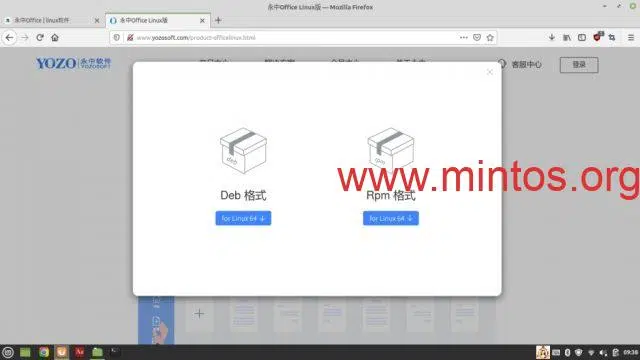 永中Office Linux版 — Mozilla Firefox
永中Office | linux软件
永中Office Linux版
www.yozosoft.com/product-officelinux.html
YOZO 永中软件
YOZOSOFT
客服中心
登录
deb
rpm
www.mintos.org
Deb 格式
Rpm 格式
for Linux 64
for Linux 64
09:38